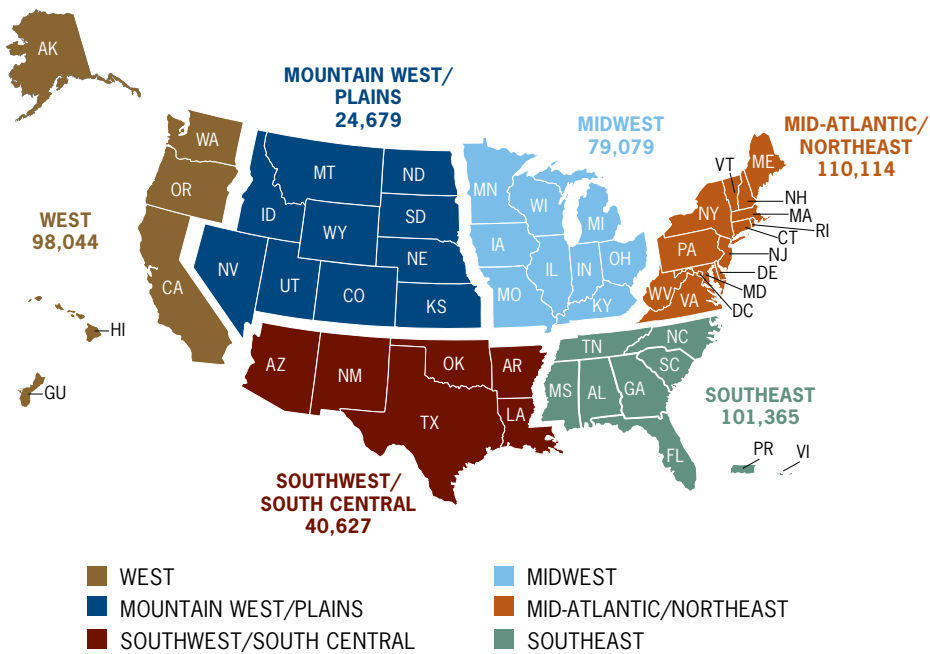 AK
MOUNTAIN WEST/
PLAINS
24,679
MIDWEST
79,079
MID-ATLANTIC/
NORTHEAST
110,114
WEST
98,044
WA
OR
CA
HI
GU
MT
ND
ID
SD
WY
NE
NV
UT
CO
KS
MN
WI
MI
IA
IL
IN
OH
MO
KY
ME
VT
NH
NY
MA
RI
CT
PA
NJ
DE
MD
DC
WV
VA
AZ
NM
OK
AR
TX
LA
TN
NC
SC
MS
AL
GA
FL
PR
VI
SOUTHEAST
101,365
SOUTHWEST/
SOUTH CENTRAL
40,627
WEST
MOUNTAIN WEST/PLAINS
SOUTHWEST/SOUTH CENTRAL
MIDWEST
MID-ATLANTIC/NORTHEAST
SOUTHEAST